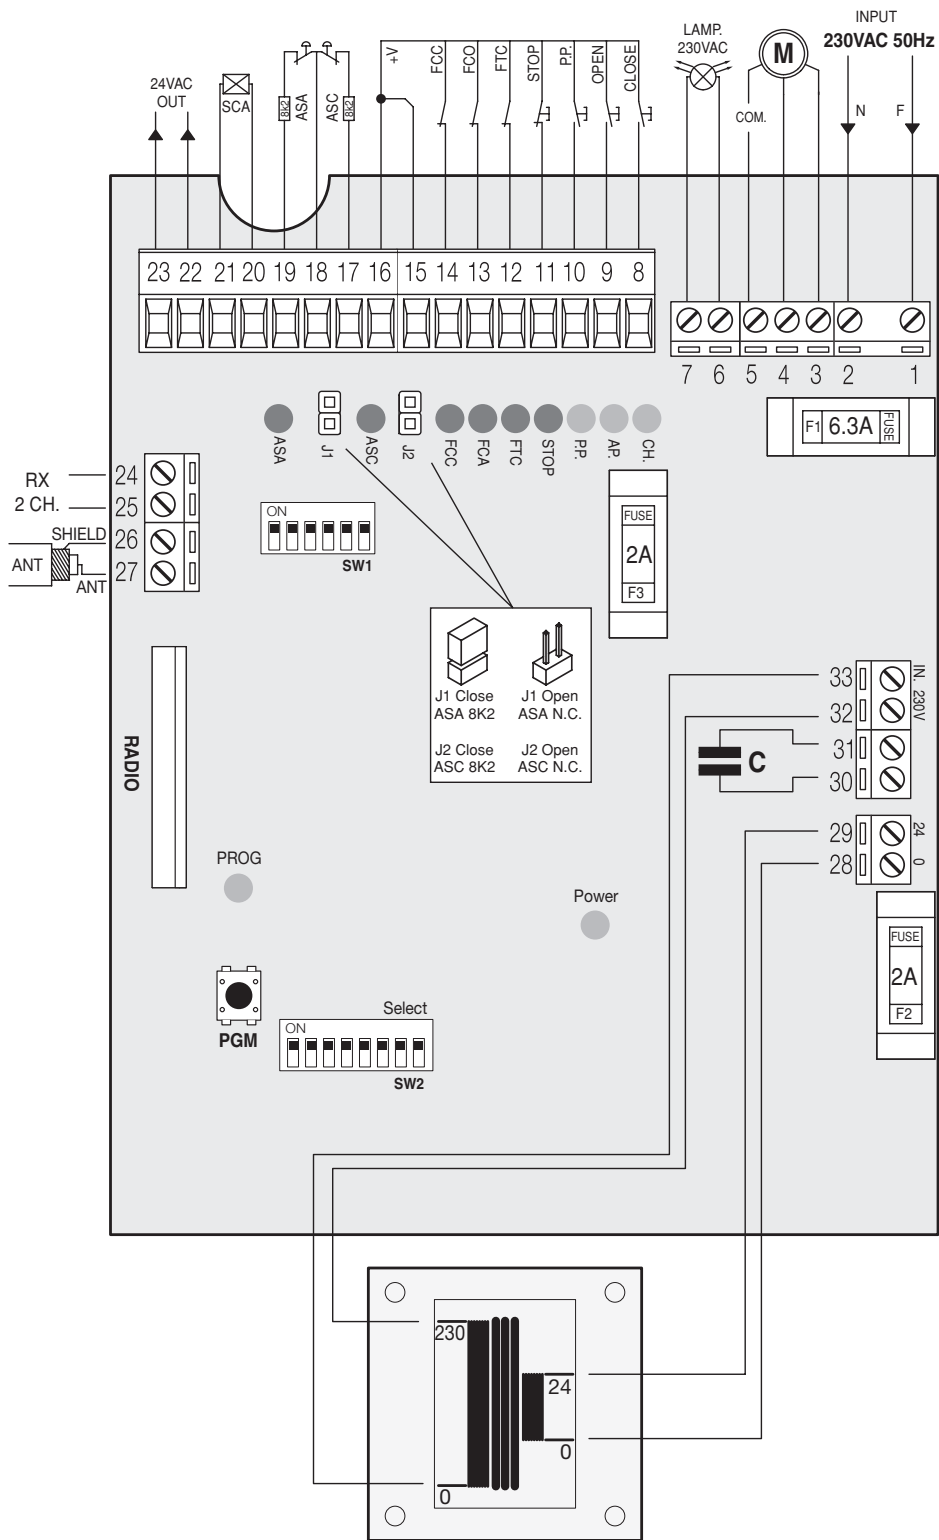 INPUT
230VAC 50Hz
LAMP.
230VAC
M
COM.
N
F
24VAC
OUT
SCA
8k2
ASA
ASC
8k2
+V
FCC
FCO
FTC
STOP
P.P.
OPEN
CLOSE
23 22 21 20 19 18 17 16 15 14 13 12 11 10 9 8
7 6 5 4 3 2 1
F1 6.3A FUSE
ASA
J1
ASC
J2
FCC
FCA
FTC
STOP
P.P.
AP.
CH.
RX
2 CH.
24
25
26
27
SHIELD
ANT
ANT
ON
SW1
FUSE
2A
F3
J1 Close
ASA 8K2
J1 Open
ASA N.C.
J2 Close
ASC 8K2
J2 Open
ASC N.C.
33
32
31
30
IN. 230V
C
29
28
24
0
RADIO
PROG
Power
FUSE
2A
F2
PGM
Select
ON
SW2
230
0
24
0